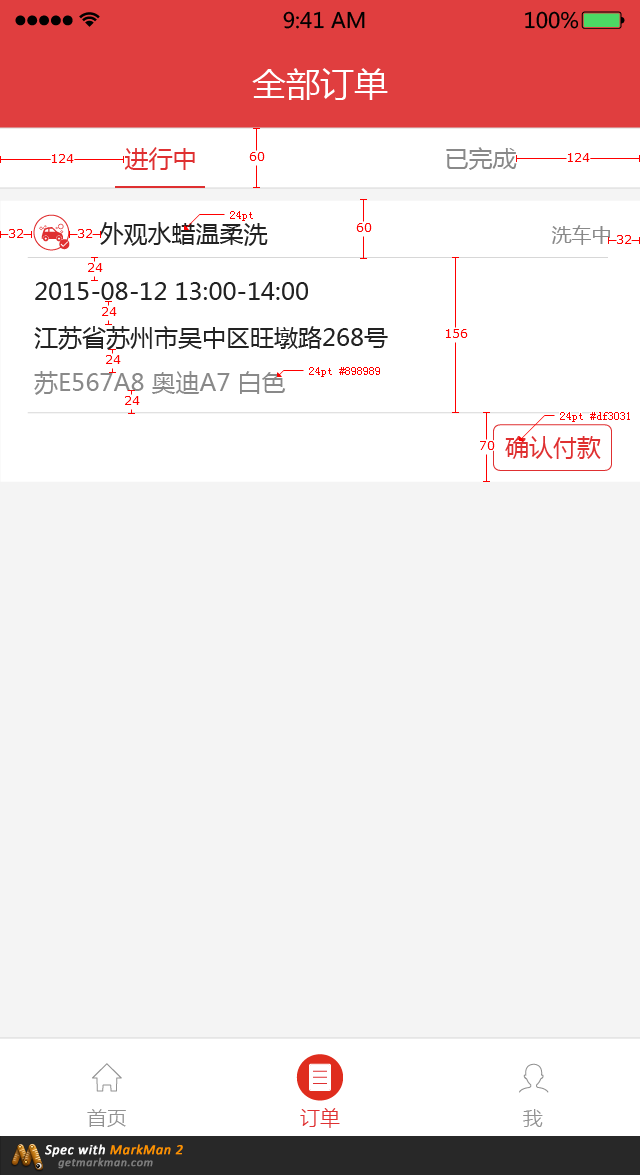 9:41 AM 100%
全部订单
124 进行中 60 已完成 124
24pt
32 32 外观水蜡温柔洗 60 洗车中 32
24
2015-08-12 13:00-14:00
24
江苏省苏州市吴中区旺墩路268号 156
24
苏E567A8 奥迪A7 白色 24pt #898989
24
24pt #df3031
70 确认付款
首页 订单 我
Spec with MarkMan 2
getmarkman.com